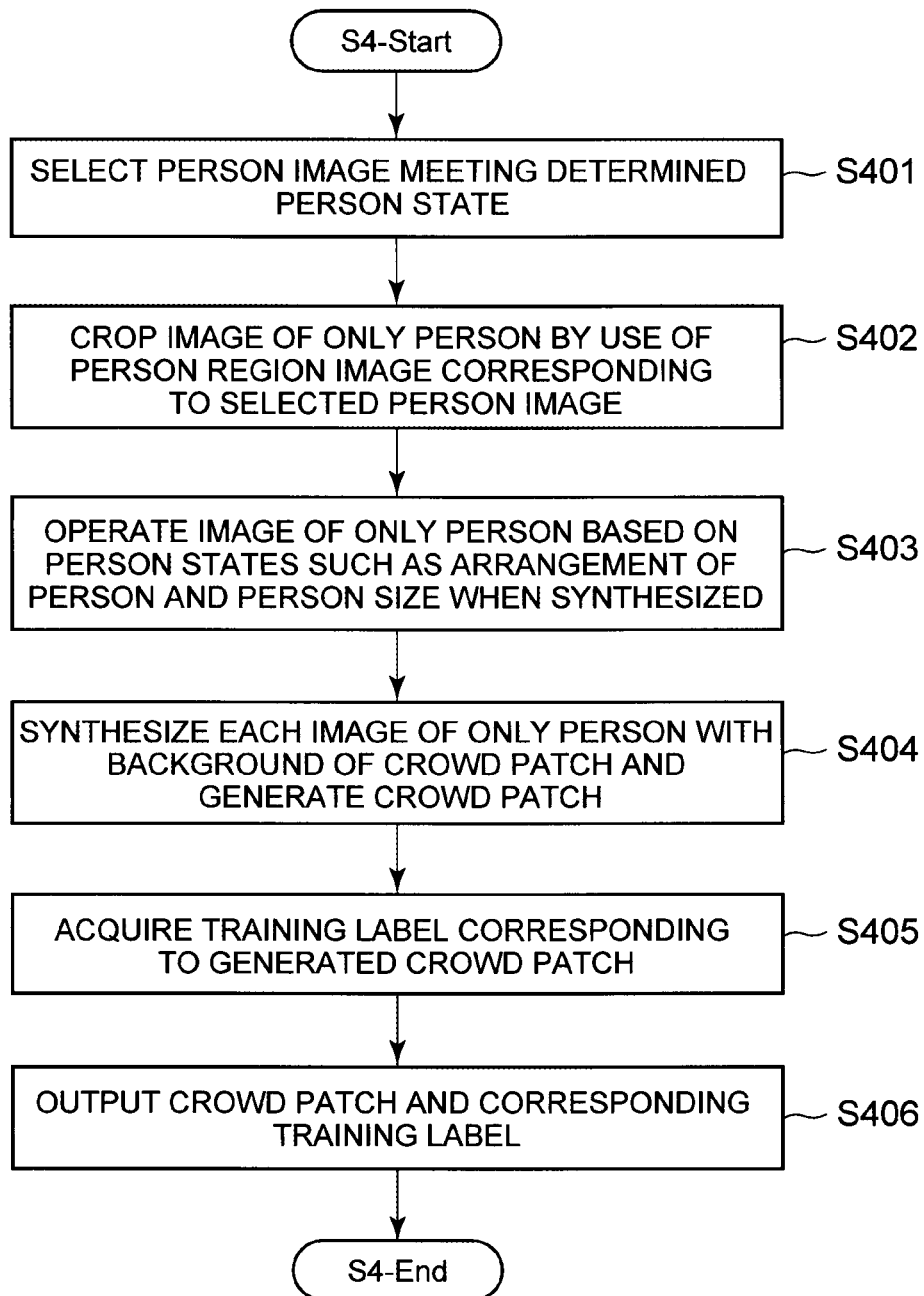 S4-Start
SELECT PERSON IMAGE MEETING DETERMINED
PERSON STATE
S401
CROP IMAGE OF ONLY PERSON BY USE OF
PERSON REGION IMAGE CORRESPONDING
TO SELECTED PERSON IMAGE
S402
OPERATE IMAGE OF ONLY PERSON BASED ON
PERSON STATES SUCH AS ARRANGEMENT OF
PERSON AND PERSON SIZE WHEN SYNTHESIZED
S403
SYNTHESIZE EACH IMAGE OF ONLY PERSON WITH
BACKGROUND OF CROWD PATCH AND
GENERATE CROWD PATCH
S404
ACQUIRE TRAINING LABEL CORRESPONDING
TO GENERATED CROWD PATCH
S405
OUTPUT CROWD PATCH AND CORRESPONDING
TRAINING LABEL
S406
S4-End